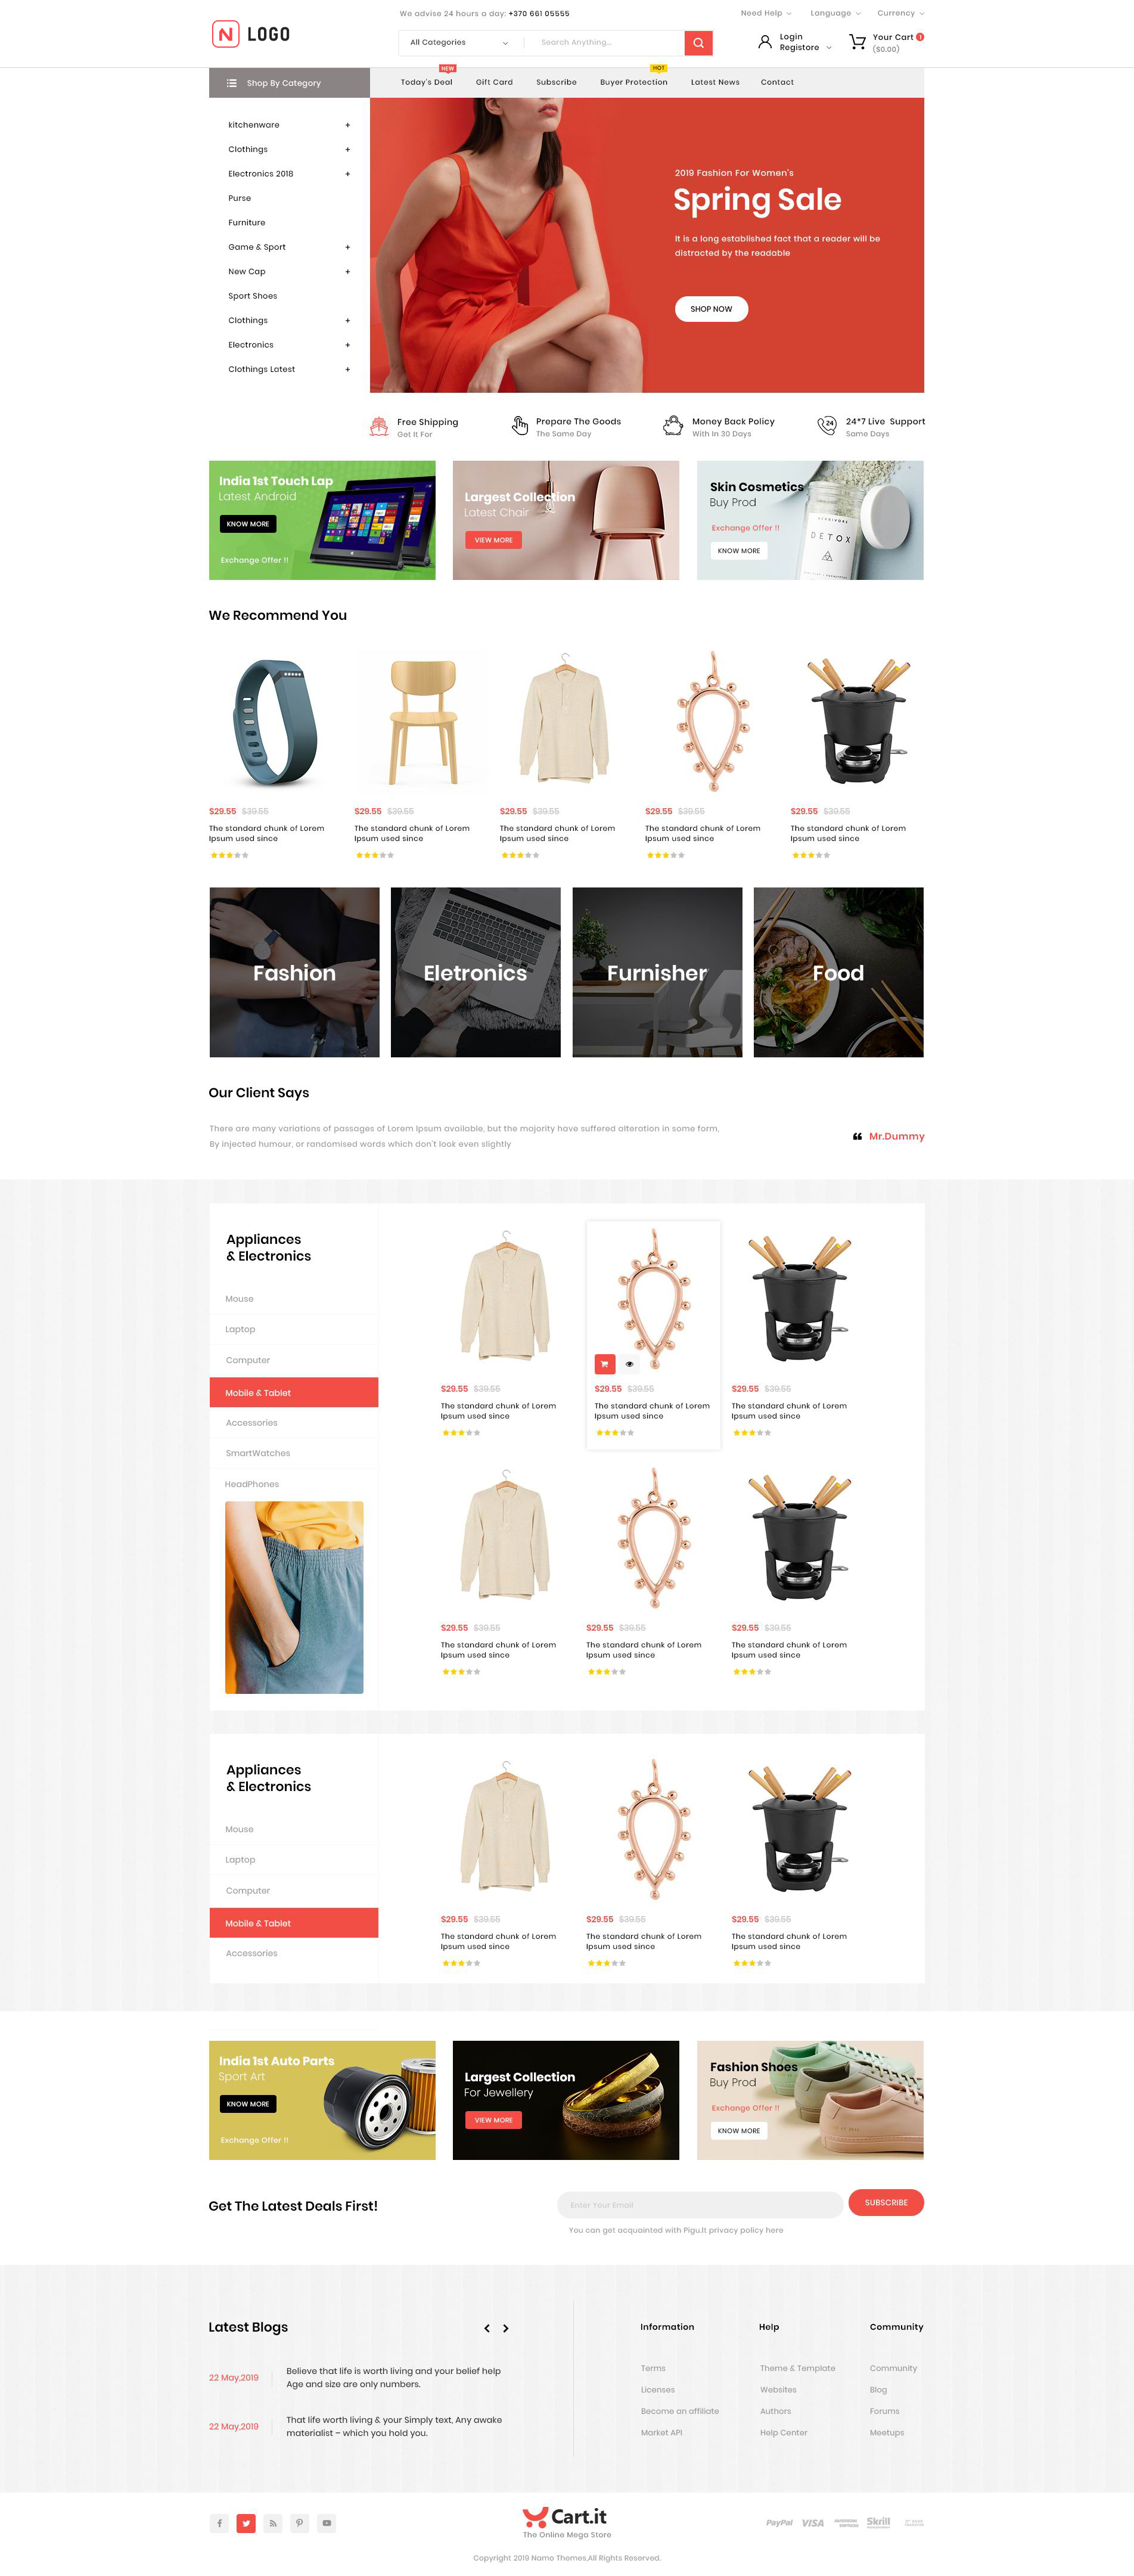 We advise 24 hours a day: +370 661 05555
Need Help
Language
Currency
N LOGO
All Categories
Search Anything...
Login
Registore
Your Cart 1
($0.00)
Shop By Category
NEW
HOT
Today's Deal
Gift Card
Subscribe
Buyer Protection
Latest News
Contact
kitchenware +
Clothings +
Electronics 2018 +
Purse
Furniture
Game & Sport +
New Cap +
Sport Shoes
Clothings +
Electronics +
Clothings Latest +
2019 Fashion For Women's
Spring Sale
It is a long established fact that a reader will be
distracted by the readable
SHOP NOW
Free Shipping
Get It For
Prepare The Goods
The Same Day
Money Back Policy
With In 30 Days
24
24*7 Live Support
Same Days
India 1st Touch Lap
Latest Android
KNOW MORE
Exchange Offer !!
Largest Collection
Latest Chair
VIEW MORE
Skin Cosmetics
Buy Prod
Exchange Offer !!
KNOW MORE
DETOX
We Recommend You
$29.55 $39.55
The standard chunk of Lorem
Ipsum used since
$29.55 $39.55
The standard chunk of Lorem
Ipsum used since
$29.55 $39.55
The standard chunk of Lorem
Ipsum used since
$29.55 $39.55
The standard chunk of Lorem
Ipsum used since
$29.55 $39.55
The standard chunk of Lorem
Ipsum used since
Fashion
Eletronics
Furnisher
Food
Our Client Says
There are many variations of passages of Lorem Ipsum available, but the majority have suffered alteration in some form,
By injected humour, or randomised words which don't look even slightly
Mr.Dummy
Appliances
& Electronics
Mouse
Laptop
Computer
Mobile & Tablet
Accessories
SmartWatches
HeadPhones
$29.55 $39.55
The standard chunk of Lorem
Ipsum used since
$29.55 $39.55
The standard chunk of Lorem
Ipsum used since
$29.55 $39.55
The standard chunk of Lorem
Ipsum used since
$29.55 $39.55
The standard chunk of Lorem
Ipsum used since
$29.55 $39.55
The standard chunk of Lorem
Ipsum used since
$29.55 $39.55
The standard chunk of Lorem
Ipsum used since
Appliances
& Electronics
Mouse
Laptop
Computer
Mobile & Tablet
Accessories
$29.55 $39.55
The standard chunk of Lorem
Ipsum used since
$29.55 $39.55
The standard chunk of Lorem
Ipsum used since
$29.55 $39.55
The standard chunk of Lorem
Ipsum used since
India 1st Auto Parts
Sport Art
KNOW MORE
Exchange Offer !!
Largest Collection
For Jewellery
VIEW MORE
Fashion Shoes
Buy Prod
Exchange Offer !!
KNOW MORE
Get The Latest Deals First!
Enter Your Email
SUBSCRIBE
You can get acquainted with Pigu.lt privacy policy here
Latest Blogs
22 May,2019
Believe that life is worth living and your belief help
Age and size are only numbers.
22 May,2019
That life worth living & your Simply text, Any awake
materialist – which you hold you.
Information
Terms
Licenses
Become an affiliate
Market API
Help
Theme & Template
Websites
Authors
Help Center
Community
Community
Blog
Forums
Meetups
Cart.it
The Online Mega Store
PayPal
VISA
Skrill
Copyright 2019 Namo Themes,All Rights Reserved.